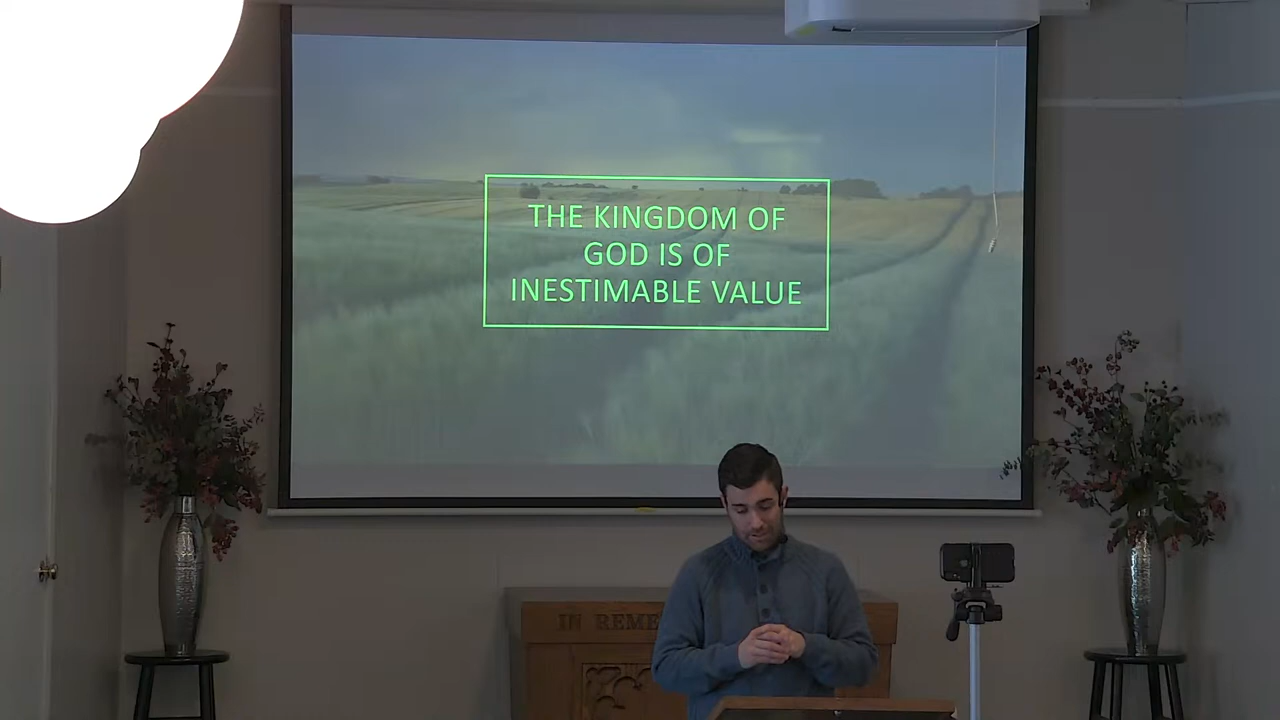 THE KINGDOM OF
GOD IS OF
INESTIMABLE VALUE
IN REME